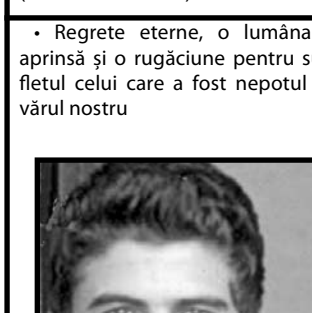 • Regrete eterne, o lumâna
aprinsă și o rugăciune pentru s
fletul celui care a fost nepotul
vărul nostru